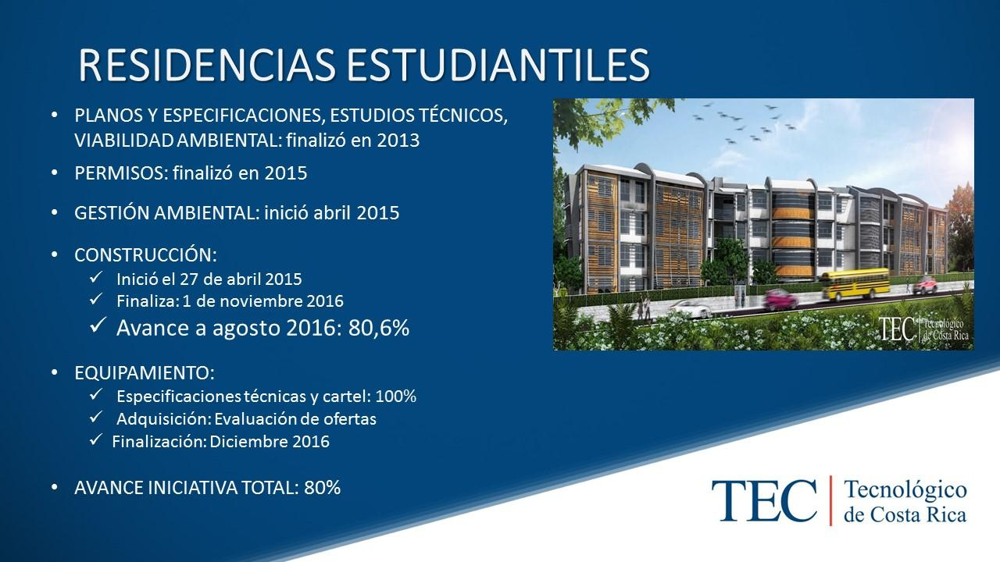 RESIDENCIAS ESTUDIANTILES
• PLANOS Y ESPECIFICACIONES, ESTUDIOS TÉCNICOS,
VIABILIDAD AMBIENTAL: finalizó en 2013
• PERMISOS: finalizó en 2015
• GESTIÓN AMBIENTAL: inició abril 2015
• CONSTRUCCIÓN:
✓ Inició el 27 de abril 2015
✓ Finaliza: 1 de noviembre 2016
✓ Avance a agosto 2016: 80,6%
• EQUIPAMIENTO:
✓ Especificaciones técnicas y cartel: 100%
✓ Adquisición: Evaluación de ofertas
✓ Finalización: Diciembre 2016
• AVANCE INICIATIVA TOTAL: 80%
TEC | Tecnológico
de Costa Rica
TEC | Tecnológico
de Costa Rica